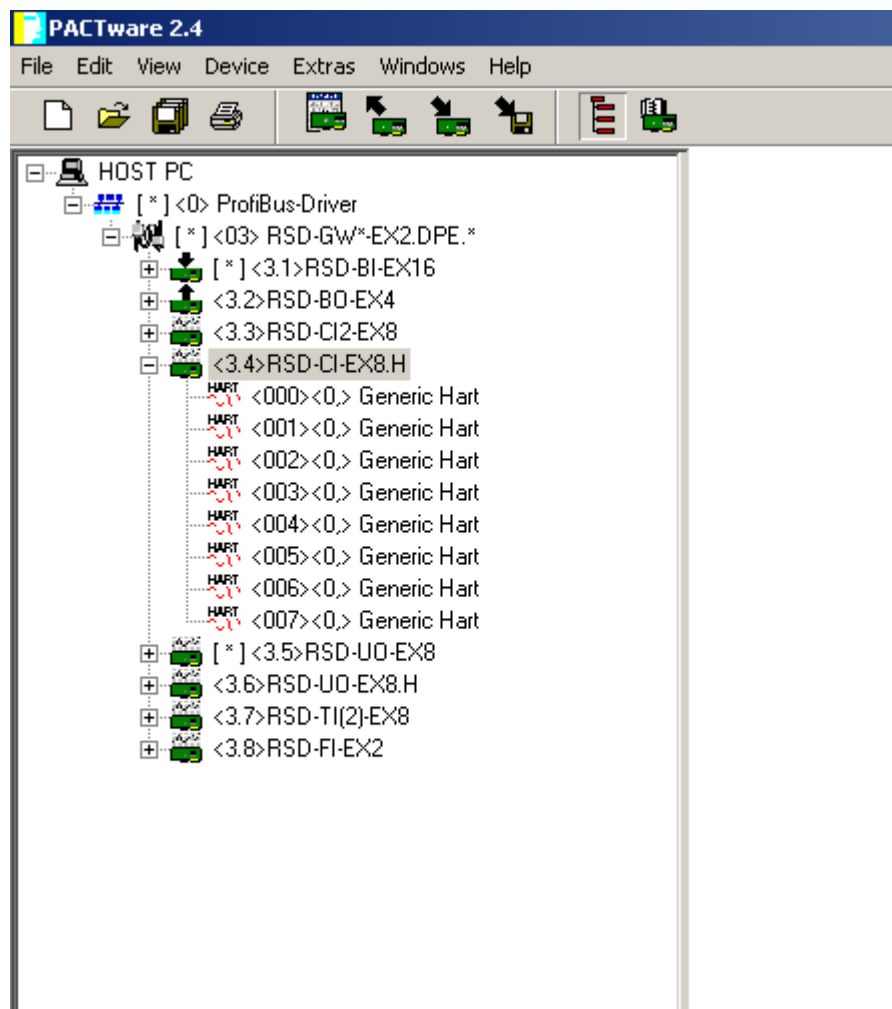 PACTware 2.4
File Edit View Device Extras Windows Help
HOST PC
[ * ] <0> ProfiBus-Driver
[ * ] <03> RSD-GW*-EX2.DPE.*
[ * ] <3.1>RSD-BI-EX16
<3.2>RSD-BO-EX4
<3.3>RSD-CI2-EX8
<3.4>RSD-CI-EX8.H
HART <000><0,> Generic Hart
HART <001><0,> Generic Hart
HART <002><0,> Generic Hart
HART <003><0,> Generic Hart
HART <004><0,> Generic Hart
HART <005><0,> Generic Hart
HART <006><0,> Generic Hart
HART <007><0,> Generic Hart
[ * ] <3.5>RSD-UO-EX8
<3.6>RSD-UO-EX8.H
<3.7>RSD-TI(2)-EX8
<3.8>RSD-FI-EX2